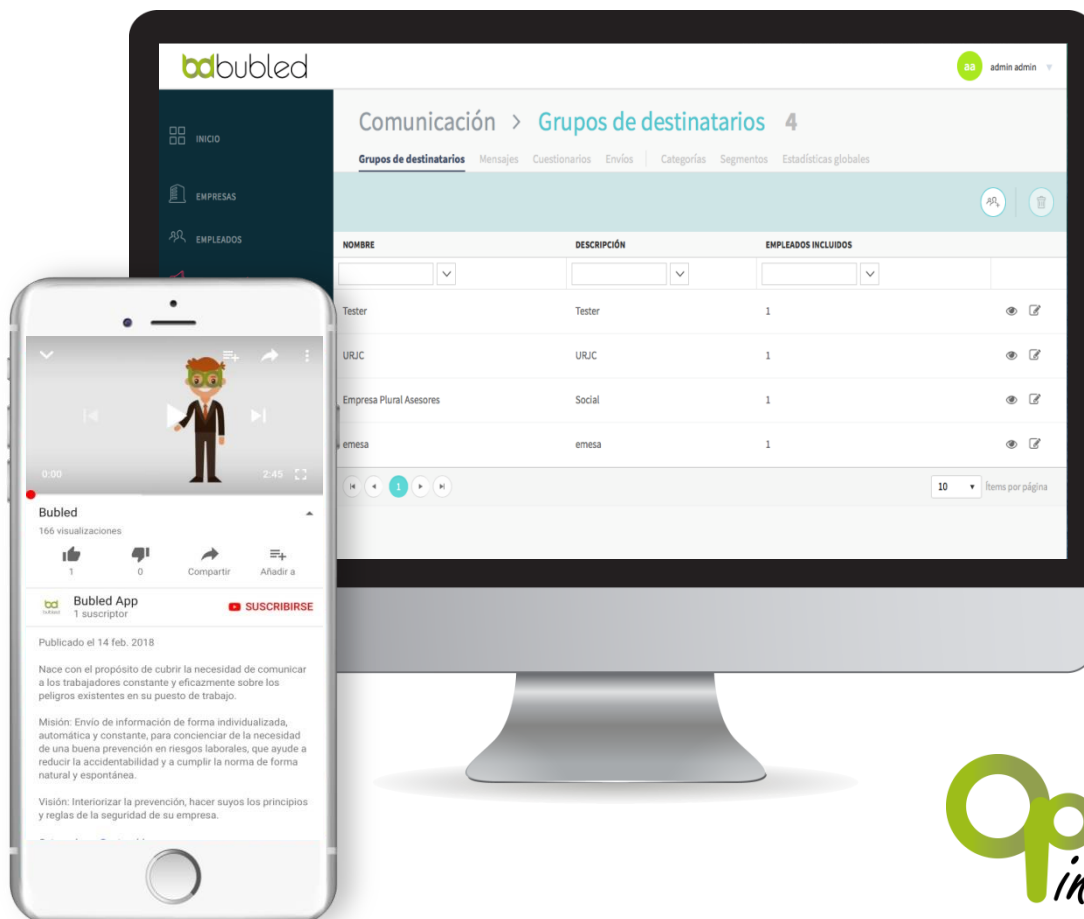 bdbubled
aa admin admin
INICIO
EMPRESAS
EMPLEADOS
Comunicación > Grupos de destinatarios 4
Grupos de destinatarios Mensajes Cuestionarios Envíos Categorías Segmentos Estadísticas globales
NOMBRE DESCRIPCIÓN EMPLEADOS INCLUIDOS
Tester Tester 1
URJC URJC 1
Empresa Plural Asesores Social 1
emesa emesa 1
1
10 Ítems por página
0:00 2:45
Bubled
166 visualizaciones
1 0 Compartir Añadir a
bd
Bubled App
1 suscriptor
SUSCRIBIRSE
Publicado el 14 feb. 2018
Nace con el propósito de cubrir la necesidad de comunicar
a los trabajadores constante y eficazmente sobre los
peligros existentes en su puesto de trabajo.
Misión: Envío de información de forma individualizada,
automática y constante, para concienciar de la necesidad
de una buena prevención en riesgos laborales, que ayude a
reducir la accidentabilidad y a cumplir la norma de forma
natural y espontánea.
Visión: Interiorizar la prevención, hacer suyos los principios
y reglas de la seguridad de su empresa.
in